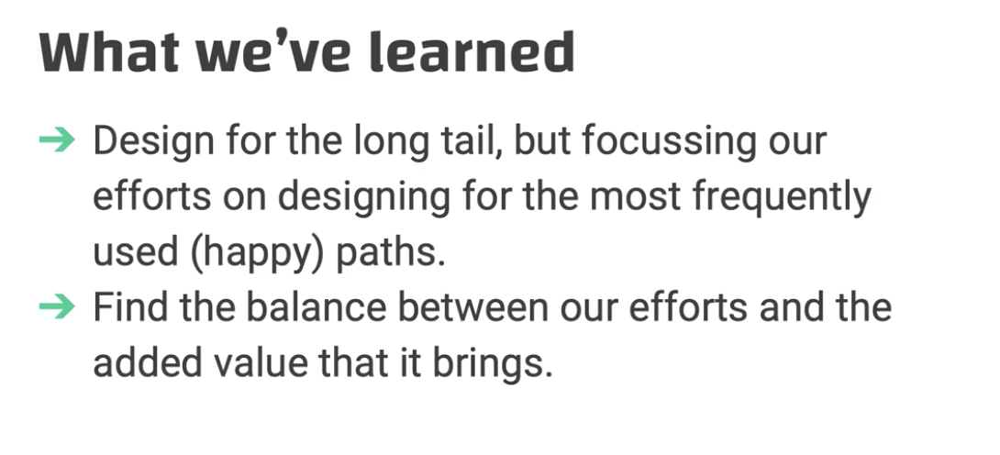 What we've learned
➔ Design for the long tail, but focussing our
efforts on designing for the most frequently
used (happy) paths.
➔ Find the balance between our efforts and the
added value that it brings.